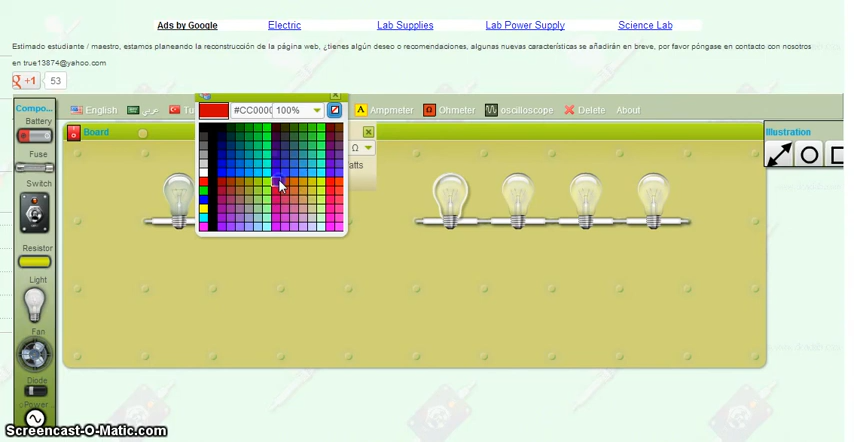 Ads by Google Electric Lab Supplies Lab Power Supply Science Lab
Estimado estudiante / maestro, estamos planeando la reconstrucción de la página web, ¿tienes algún deseo o recomendaciones, algunas nuevas características se añadirán en breve, por favor póngase en contacto con nosotros
en true13874@yahoo.com
g +1 53
Compo... English عربي Tu #CC0000 100% A Ampmeter Ω Ohmeter oscilloscope Delete About
Battery
Board
Illustration
Fuse
Ω
atts
Switch
Resistor
Light
Fan
Diode
Power
Screencast-O-Matic.com